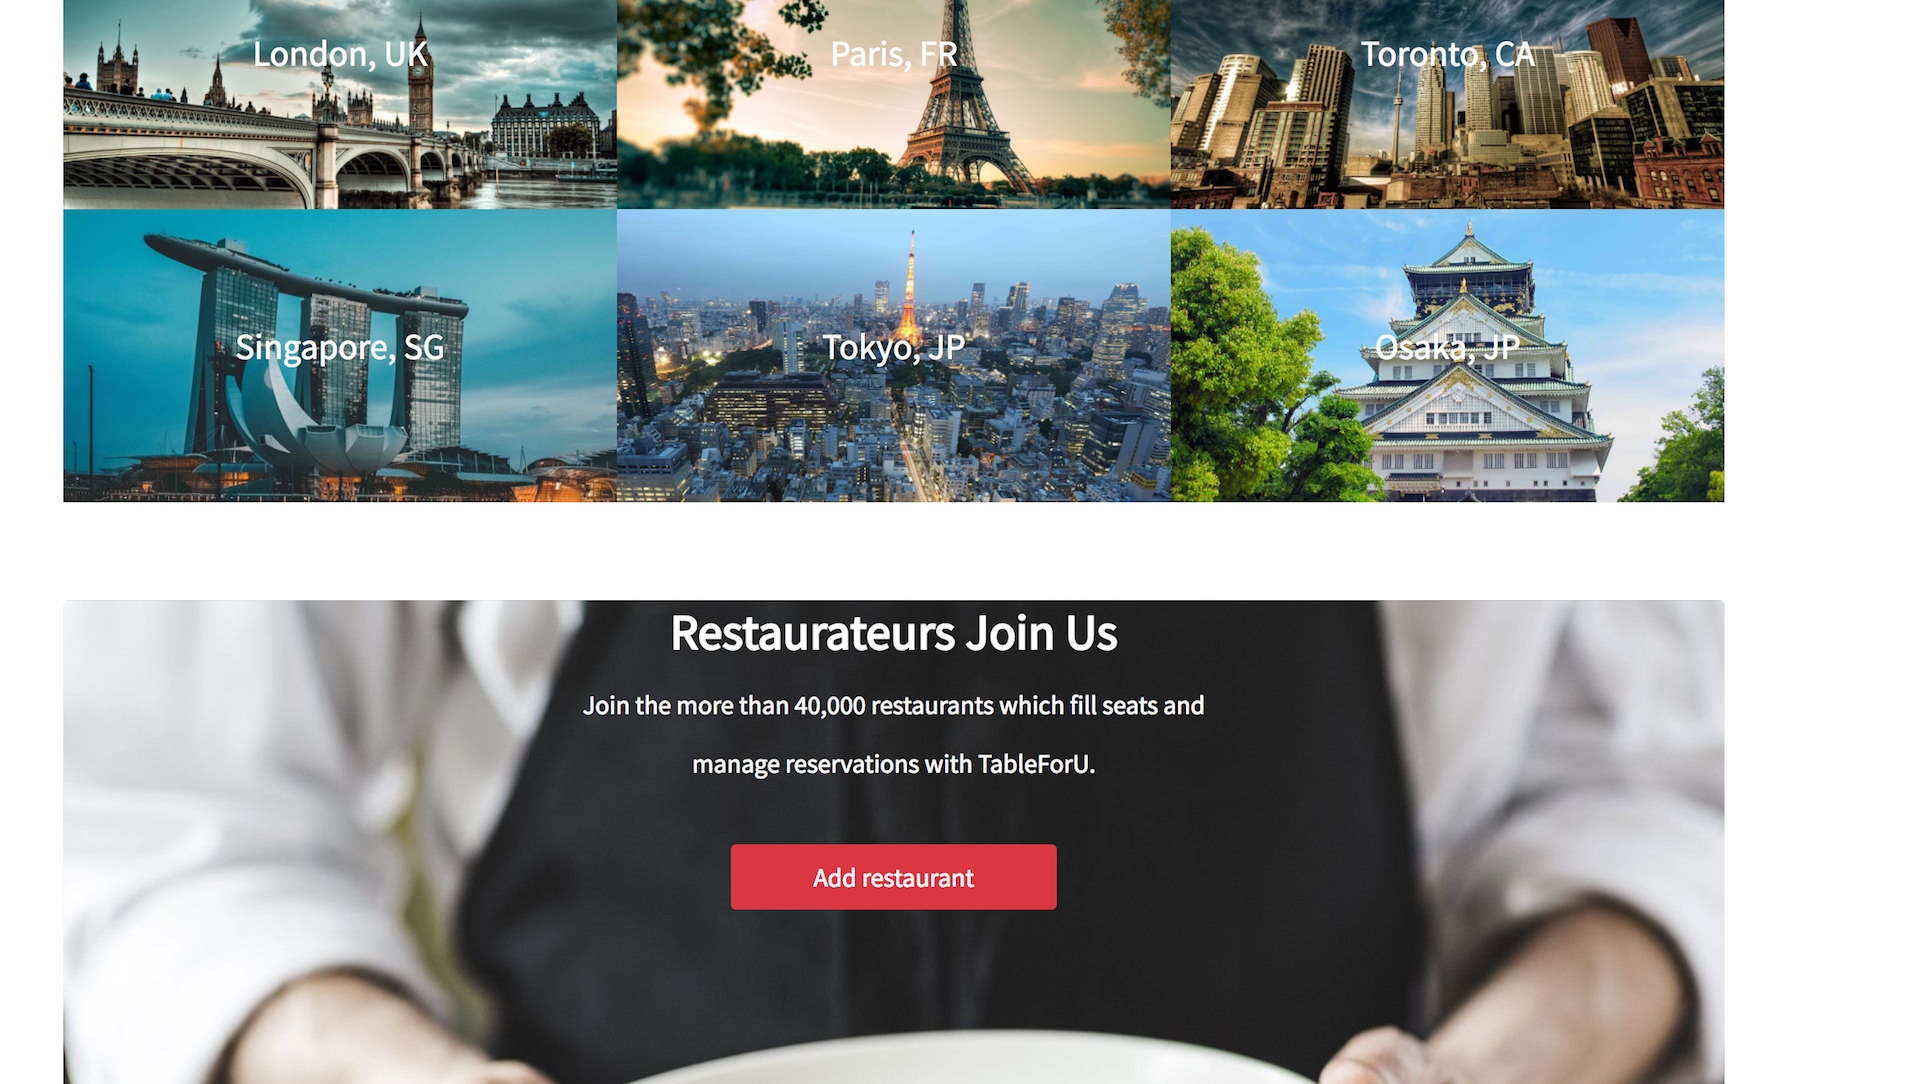 London, UK
Paris, FR
Toronto, CA
Singapore, SG
Tokyo, JP
Osaka, JP
Restaurateurs Join Us
Join the more than 40,000 restaurants which fill seats and
manage reservations with TableForU.
Add restaurant